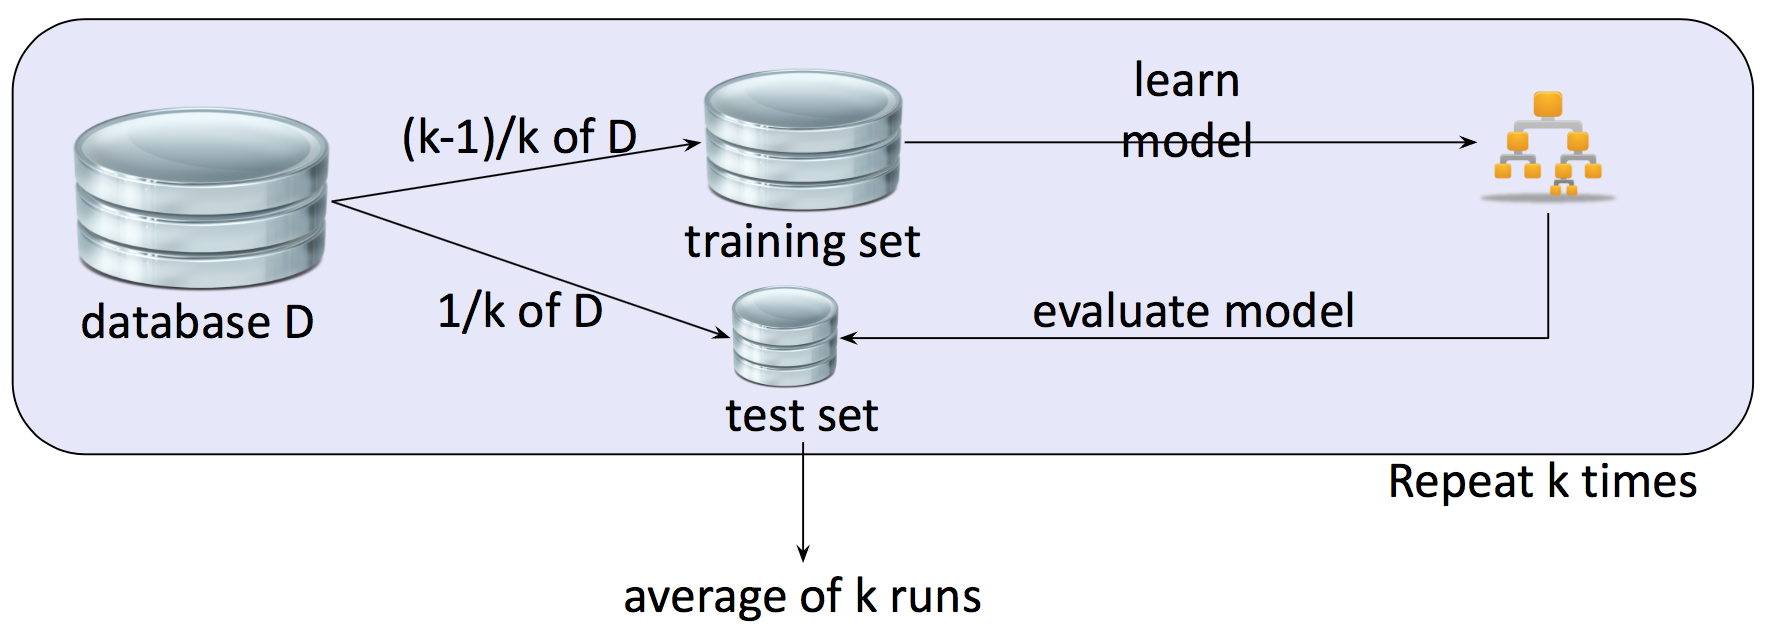 (k-1)/k of D
learn
model
training set
database D
1/k of D
evaluate model
test set
Repeat k times
average of k runs